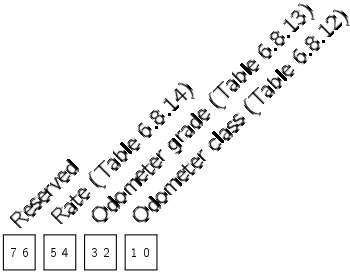 Reserved
Rate (Table 6.8.14)
Odometer grade (Table 6.8.13)
Odometer class (Table 6.8.12)
7 6 5 4 3 2 1 0